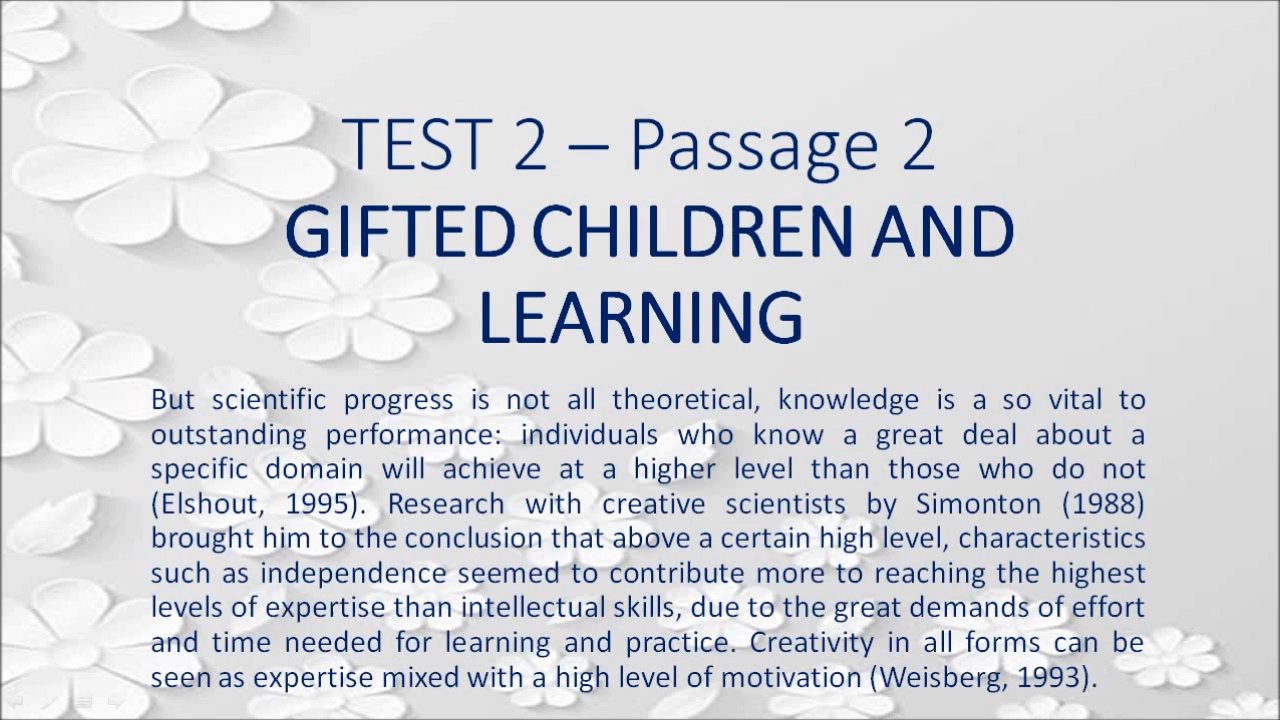 TEST 2 – Passage 2
GIFTED CHILDREN AND
LEARNING
But scientific progress is not all theoretical, knowledge is a so vital to
outstanding performance: individuals who know a great deal about a
specific domain will achieve at a higher level than those who do not
(Elshout, 1995). Research with creative scientists by Simonton (1988)
brought him to the conclusion that above a certain high level, characteristics
such as independence seemed to contribute more to reaching the highest
levels of expertise than intellectual skills, due to the great demands of effort
and time needed for learning and practice. Creativity in all forms can be
seen as expertise mixed with a high level of motivation (Weisberg, 1993).